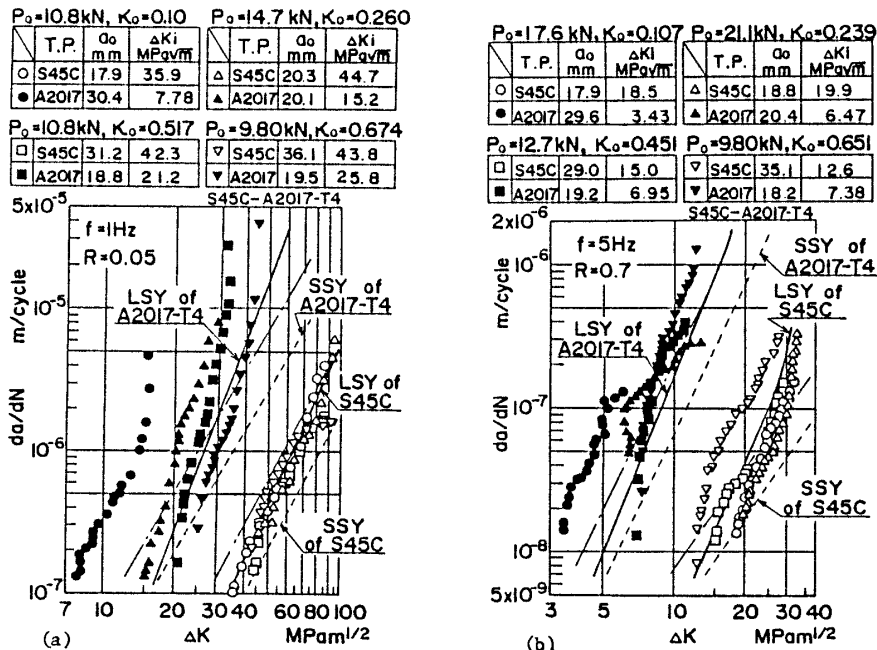 P₀=10.8kN, K₀=0.10 P₀=14.7 kN, K₀=0.260
T.P. a₀ mm ΔKi MPa√m T.P. a₀ mm ΔKi MPa√m
○ S45C 17.9 35.9 △ S45C 20.3 44.7
● A2017 30.4 7.78 ▲ A2017 20.1 15.2
P₀=10.8kN, K₀=0.517 P₀=9.80kN, K₀=0.674
□ S45C 31.2 42.3 ▽ S45C 36.1 43.8
■ A2017 18.8 21.2 ▼ A2017 19.5 25.8
S45C-A2017-T4
5x10⁻⁵
f=1Hz
R=0.05
SSY of
A2017-T4
LSY of
A2017-T4
10⁻⁵
m/cycle
LSY of
S45C
da/dN
10⁻⁶
SSY
of S45C
10⁻⁷
7 10 20 30 40 60 100
(a) ΔK MPam^1/2
P₀=17.6 kN, K₀=0.107 P₀=21.1kN, K₀=0.239
T.P. a₀ mm ΔKi MPa√m T.P. a₀ mm ΔKi MPa√m
○ S45C 17.9 18.5 △ S45C 18.8 19.9
● A2017 29.6 3.43 ▲ A2017 20.4 6.47
P₀=12.7kN, K₀=0.451 P₀=9.80kN, K₀=0.651
□ S45C 29.0 15.0 ▽ S45C 35.1 12.6
■ A2017 19.2 6.95 ▼ A2017 18.2 7.38
S45C-A2017-T4
2x10⁻⁶
f=5Hz
R=0.7
SSY of
A2017-T4
10⁻⁶
m/cycle
LSY of
S45C
LSY of
A2017-T4
10⁻⁷
da/dN
SSY
of S45C
10⁻⁸
5x10⁻⁹
3 5 10 20 30 40
(b) ΔK MPam^1/2